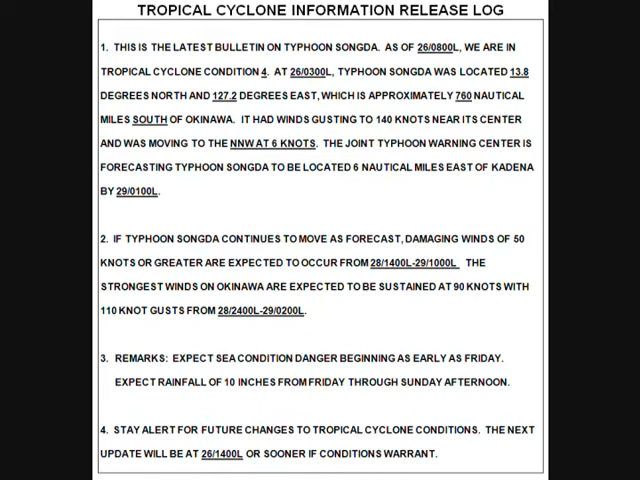 TROPICAL CYCLONE INFORMATION RELEASE LOG
1. THIS IS THE LATEST BULLETIN ON TYPHOON SONGDA. AS OF 26/0800L, WE ARE IN
TROPICAL CYCLONE CONDITION 4. AT 26/0300L, TYPHOON SONGDA WAS LOCATED 13.8
DEGREES NORTH AND 127.2 DEGREES EAST, WHICH IS APPROXIMATELY 760 NAUTICAL
MILES SOUTH OF OKINAWA. IT HAD WINDS GUSTING TO 140 KNOTS NEAR ITS CENTER
AND WAS MOVING TO THE NNW AT 6 KNOTS. THE JOINT TYPHOON WARNING CENTER IS
FORECASTING TYPHOON SONGDA TO BE LOCATED 6 NAUTICAL MILES EAST OF KADENA
BY 29/0100L.
2. IF TYPHOON SONGDA CONTINUES TO MOVE AS FORECAST, DAMAGING WINDS OF 50
KNOTS OR GREATER ARE EXPECTED TO OCCUR FROM 28/1400L-29/1000L THE
STRONGEST WINDS ON OKINAWA ARE EXPECTED TO BE SUSTAINED AT 90 KNOTS WITH
110 KNOT GUSTS FROM 28/2400L-29/0200L.
3. REMARKS: EXPECT SEA CONDITION DANGER BEGINNING AS EARLY AS FRIDAY.
EXPECT RAINFALL OF 10 INCHES FROM FRIDAY THROUGH SUNDAY AFTERNOON.
4. STAY ALERT FOR FUTURE CHANGES TO TROPICAL CYCLONE CONDITIONS. THE NEXT
UPDATE WILL BE AT 26/1400L OR SOONER IF CONDITIONS WARRANT.